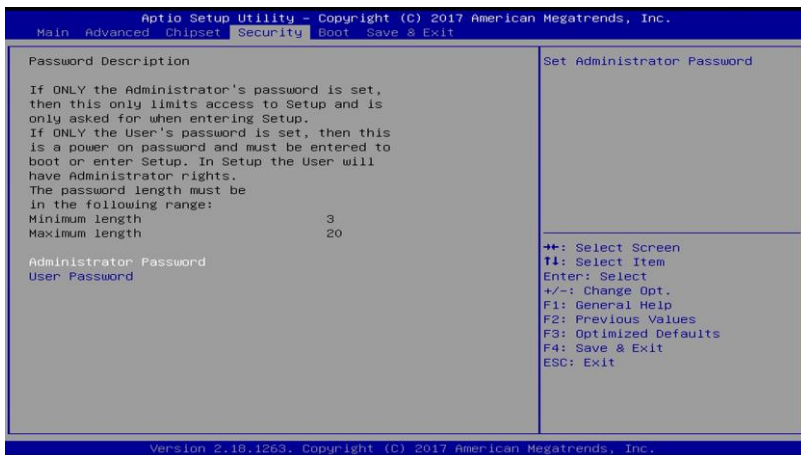 Aptio Setup Utility – Copyright (C) 2017 American Megatrends, Inc.
Main Advanced Chipset Security Boot Save & Exit
Password Description
If ONLY the Administrator's password is set,
then this only limits access to Setup and is
only asked for when entering Setup.
If ONLY the User's password is set, then this
is a power on password and must be entered to
boot or enter Setup. In Setup the User will
have Administrator rights.
The password length must be
in the following range:
Minimum length 3
Maximum length 20
Administrator Password
User Password
Set Administrator Password
→←: Select Screen
↑↓: Select Item
Enter: Select
+/-: Change Opt.
F1: General Help
F2: Previous Values
F3: Optimized Defaults
F4: Save & Exit
ESC: Exit
Version 2.18.1263. Copyright (C) 2017 American Megatrends, Inc.